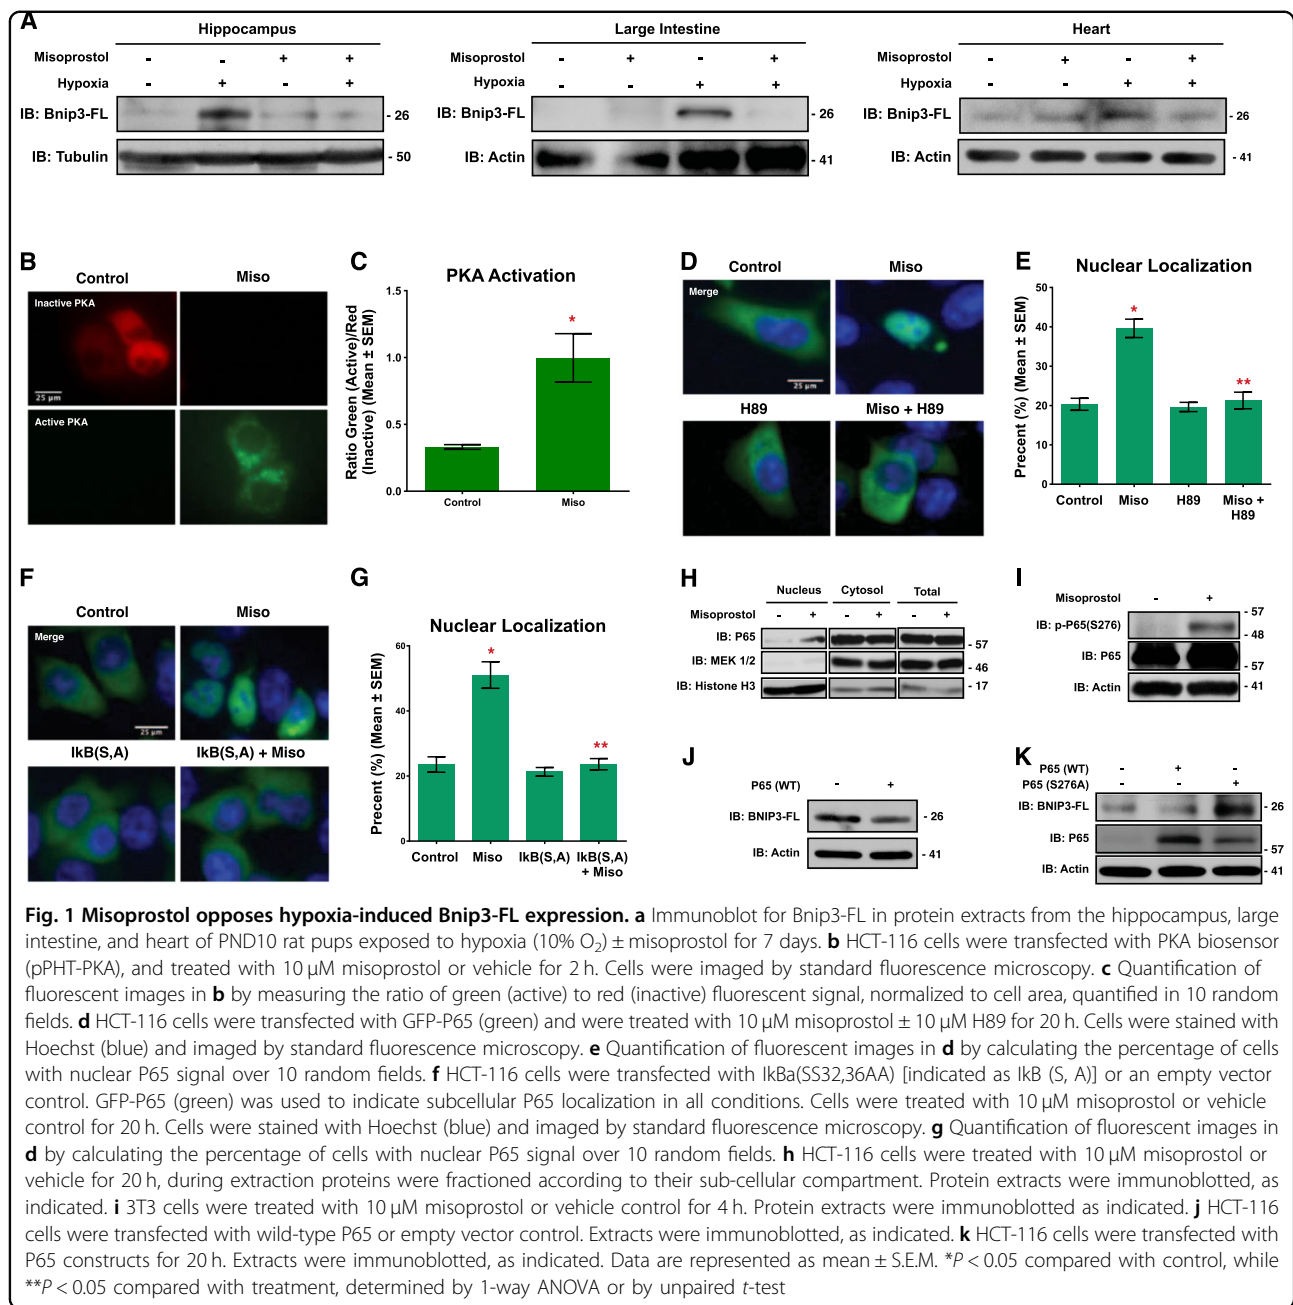 A
Hippocampus
Misoprostol - - + +
Hypoxia - + - +
IB: Bnip3-FL - 26
IB: Tubulin - 50
Large Intestine
Misoprostol - + - +
Hypoxia - - + +
IB: Bnip3-FL - 26
IB: Actin - 41
Heart
Misoprostol - + - +
Hypoxia - - + +
IB: Bnip3-FL - 26
IB: Actin - 41
B
Control Miso
Inactive PKA
25 µm
Active PKA
C
PKA Activation
Ratio Green (Active)/Red
(Inactive) (Mean ± SEM)
1.5
1.0
0.5
0.0
*
Control Miso
D
Control Miso
Merge
25 µm
H89 Miso + H89
E
Nuclear Localization
Precent (%) (Mean ± SEM)
50
40
30
20
10
0
*
**
Control Miso H89 Miso +
H89
F
Control Miso
Merge
25 µm
IkB(S,A) IkB(S,A) + Miso
G
Nuclear Localization
Precent (%) (Mean ± SEM)
60
40
20
0
*
**
Control Miso IkB(S,A) IkB(S,A)
+ Miso
H
Nucleus Cytosol Total
Misoprostol - + - + - +
IB: P65 - 57
IB: MEK 1/2 - 46
IB: Histone H3 - 17
I
Misoprostol - +
- 57
IB: p-P65(S276)
- 48
IB: P65
- 57
IB: Actin - 41
J
P65 (WT) - +
IB: BNIP3-FL - 26
IB: Actin - 41
K
P65 (WT) - + -
P65 (S276A) - - +
IB: BNIP3-FL - 26
IB: P65
- 57
IB: Actin - 41
Fig. 1 Misoprostol opposes hypoxia-induced Bnip3-FL expression. a Immunoblot for Bnip3-FL in protein extracts from the hippocampus, large
intestine, and heart of PND10 rat pups exposed to hypoxia (10% O₂) ± misoprostol for 7 days. b HCT-116 cells were transfected with PKA biosensor
(pPHT-PKA), and treated with 10 µM misoprostol or vehicle for 2 h. Cells were imaged by standard fluorescence microscopy. c Quantification of
fluorescent images in b by measuring the ratio of green (active) to red (inactive) fluorescent signal, normalized to cell area, quantified in 10 random
fields. d HCT-116 cells were transfected with GFP-P65 (green) and were treated with 10 µM misoprostol ± 10 µM H89 for 20 h. Cells were stained with
Hoechst (blue) and imaged by standard fluorescence microscopy. e Quantification of fluorescent images in d by calculating the percentage of cells
with nuclear P65 signal over 10 random fields. f HCT-116 cells were transfected with IkBa(SS32,36AA) [indicated as IkB (S, A)] or an empty vector
control. GFP-P65 (green) was used to indicate subcellular P65 localization in all conditions. Cells were treated with 10 µM misoprostol or vehicle
control for 20 h. Cells were stained with Hoechst (blue) and imaged by standard fluorescence microscopy. g Quantification of fluorescent images in
d by calculating the percentage of cells with nuclear P65 signal over 10 random fields. h HCT-116 cells were treated with 10 µM misoprostol or
vehicle for 20 h, during extraction proteins were fractioned according to their sub-cellular compartment. Protein extracts were immunoblotted, as
indicated. i 3T3 cells were treated with 10 µM misoprostol or vehicle control for 4 h. Protein extracts were immunoblotted as indicated. j HCT-116
cells were transfected with wild-type P65 or empty vector control. Extracts were immunoblotted, as indicated. k HCT-116 cells were transfected with
P65 constructs for 20 h. Extracts were immunoblotted, as indicated. Data are represented as mean ± S.E.M. *P < 0.05 compared with control, while
**P < 0.05 compared with treatment, determined by 1-way ANOVA or by unpaired t-test